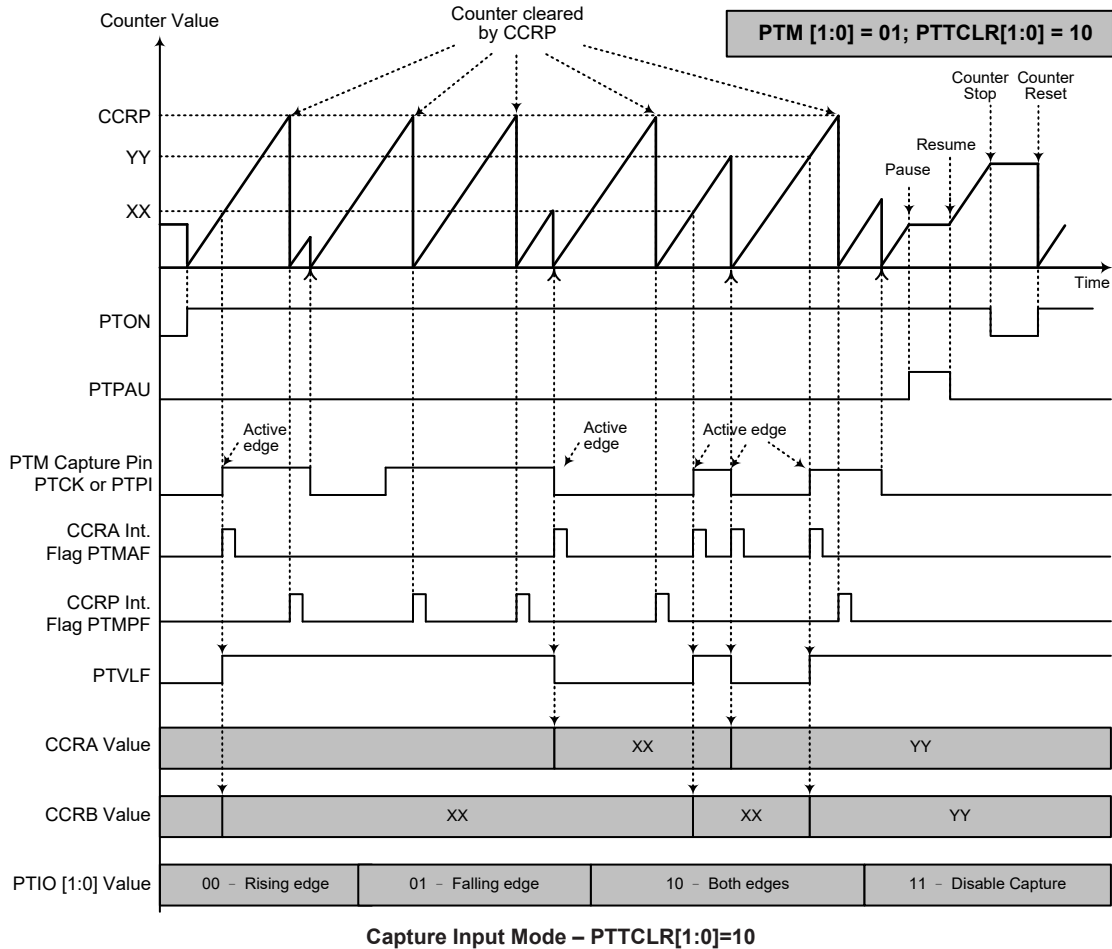 Counter Value
Counter cleared
by CCRP
PTM [1:0] = 01; PTTCLR[1:0] = 10
Counter
Stop
Counter
Reset
CCRP
YY
XX
Pause
Resume
Time
PTON
PTPAU
Active
edge
Active
edge
Active edge
PTM Capture Pin
PTCK or PTPI
CCRA Int.
Flag PTMAF
CCRP Int.
Flag PTMPF
PTVLF
CCRA Value
XX
YY
CCRB Value
XX
XX
YY
PTIO [1:0] Value
00 - Rising edge
01 - Falling edge
10 - Both edges
11 - Disable Capture
Capture Input Mode – PTTCLR[1:0]=10